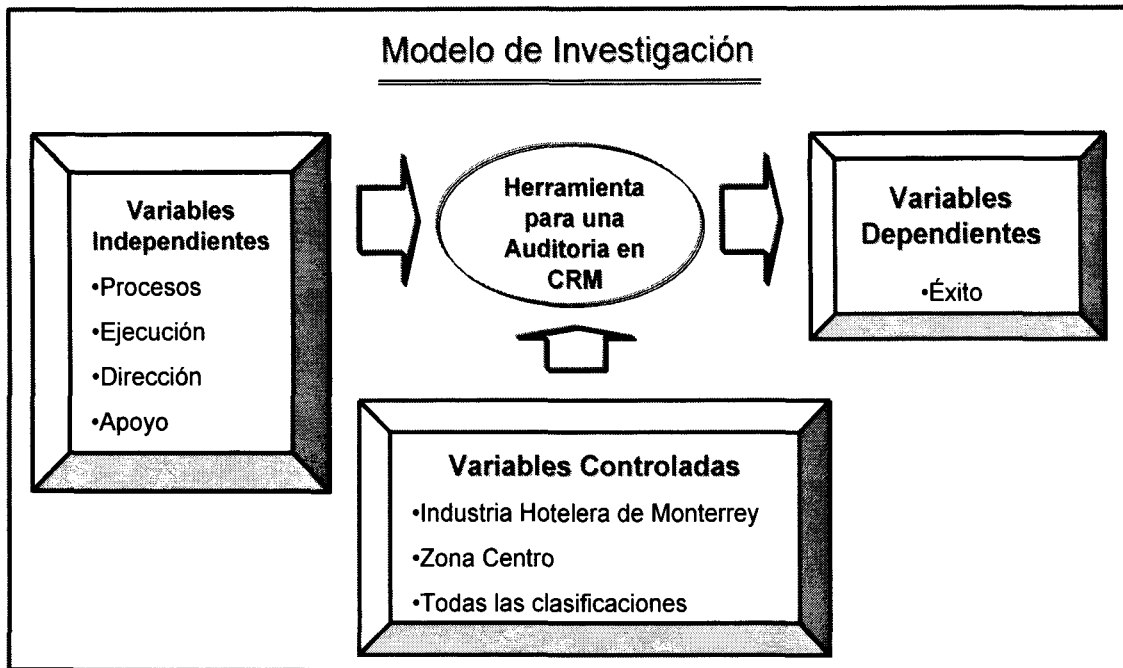 Modelo de Investigación
Variables
Independientes
•Procesos
•Ejecución
•Dirección
•Apoyo
Herramienta
para una
Auditoria en
CRM
Variables
Dependientes
•Éxito
Variables Controladas
•Industria Hotelera de Monterrey
•Zona Centro
•Todas las clasificaciones